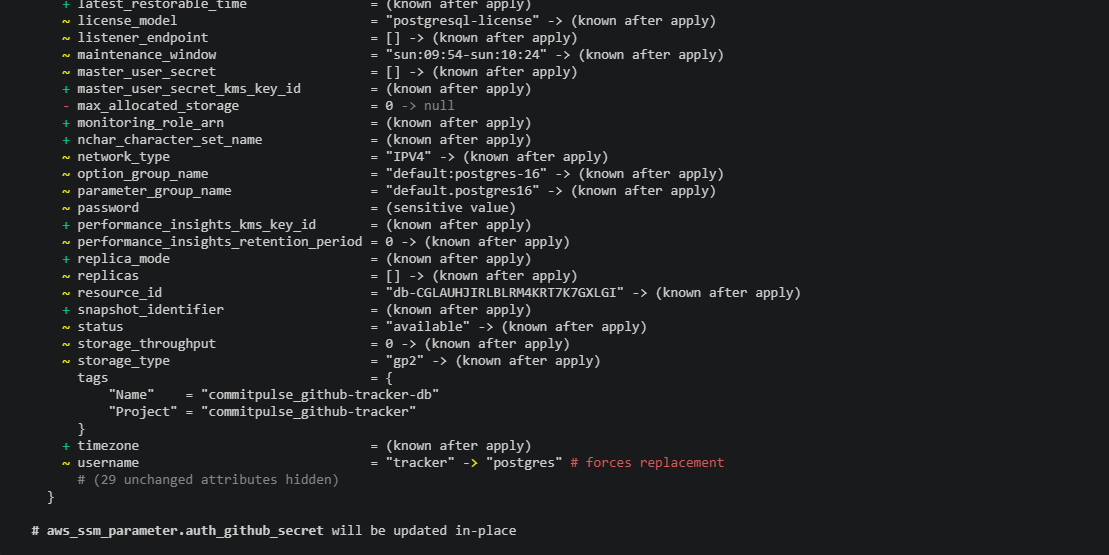 + latest_restorable_time = (known after apply)
~ license_model = "postgresql-license" -> (known after apply)
~ listener_endpoint = [] -> (known after apply)
~ maintenance_window = "sun:09:54-sun:10:24" -> (known after apply)
~ master_user_secret = [] -> (known after apply)
+ master_user_secret_kms_key_id = (known after apply)
- max_allocated_storage = 0 -> null
+ monitoring_role_arn = (known after apply)
+ nchar_character_set_name = (known after apply)
~ network_type = "IPV4" -> (known after apply)
~ option_group_name = "default:postgres-16" -> (known after apply)
~ parameter_group_name = "default.postgres16" -> (known after apply)
~ password = (sensitive value)
+ performance_insights_kms_key_id = (known after apply)
~ performance_insights_retention_period = 0 -> (known after apply)
+ replica_mode = (known after apply)
~ replicas = [] -> (known after apply)
~ resource_id = "db-CGLAUHJIRLBLRM4KRT7K7GXLGI" -> (known after apply)
+ snapshot_identifier = (known after apply)
~ status = "available" -> (known after apply)
~ storage_throughput = 0 -> (known after apply)
~ storage_type = "gp2" -> (known after apply)
tags = {
"Name" = "commitpulse_github-tracker-db"
"Project" = "commitpulse_github-tracker"
}
+ timezone = (known after apply)
~ username = "tracker" -> "postgres" # forces replacement
# (29 unchanged attributes hidden)
}
# aws_ssm_parameter.auth_github_secret will be updated in-place